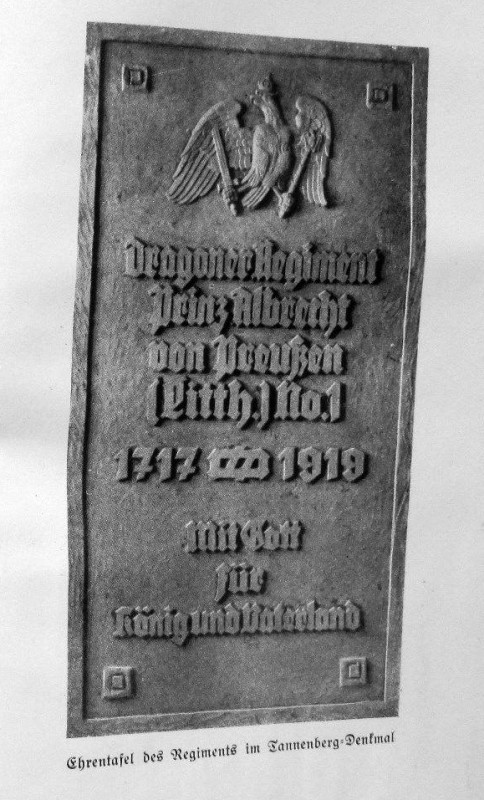 Dragoner Regiment
Prinz Albrecht
von Preußen
(Litth.) No.1
1717 1919
Mit Gott
für
König und Vaterland
Ehrentafel des Regiments im Tannenberg-Denkmal